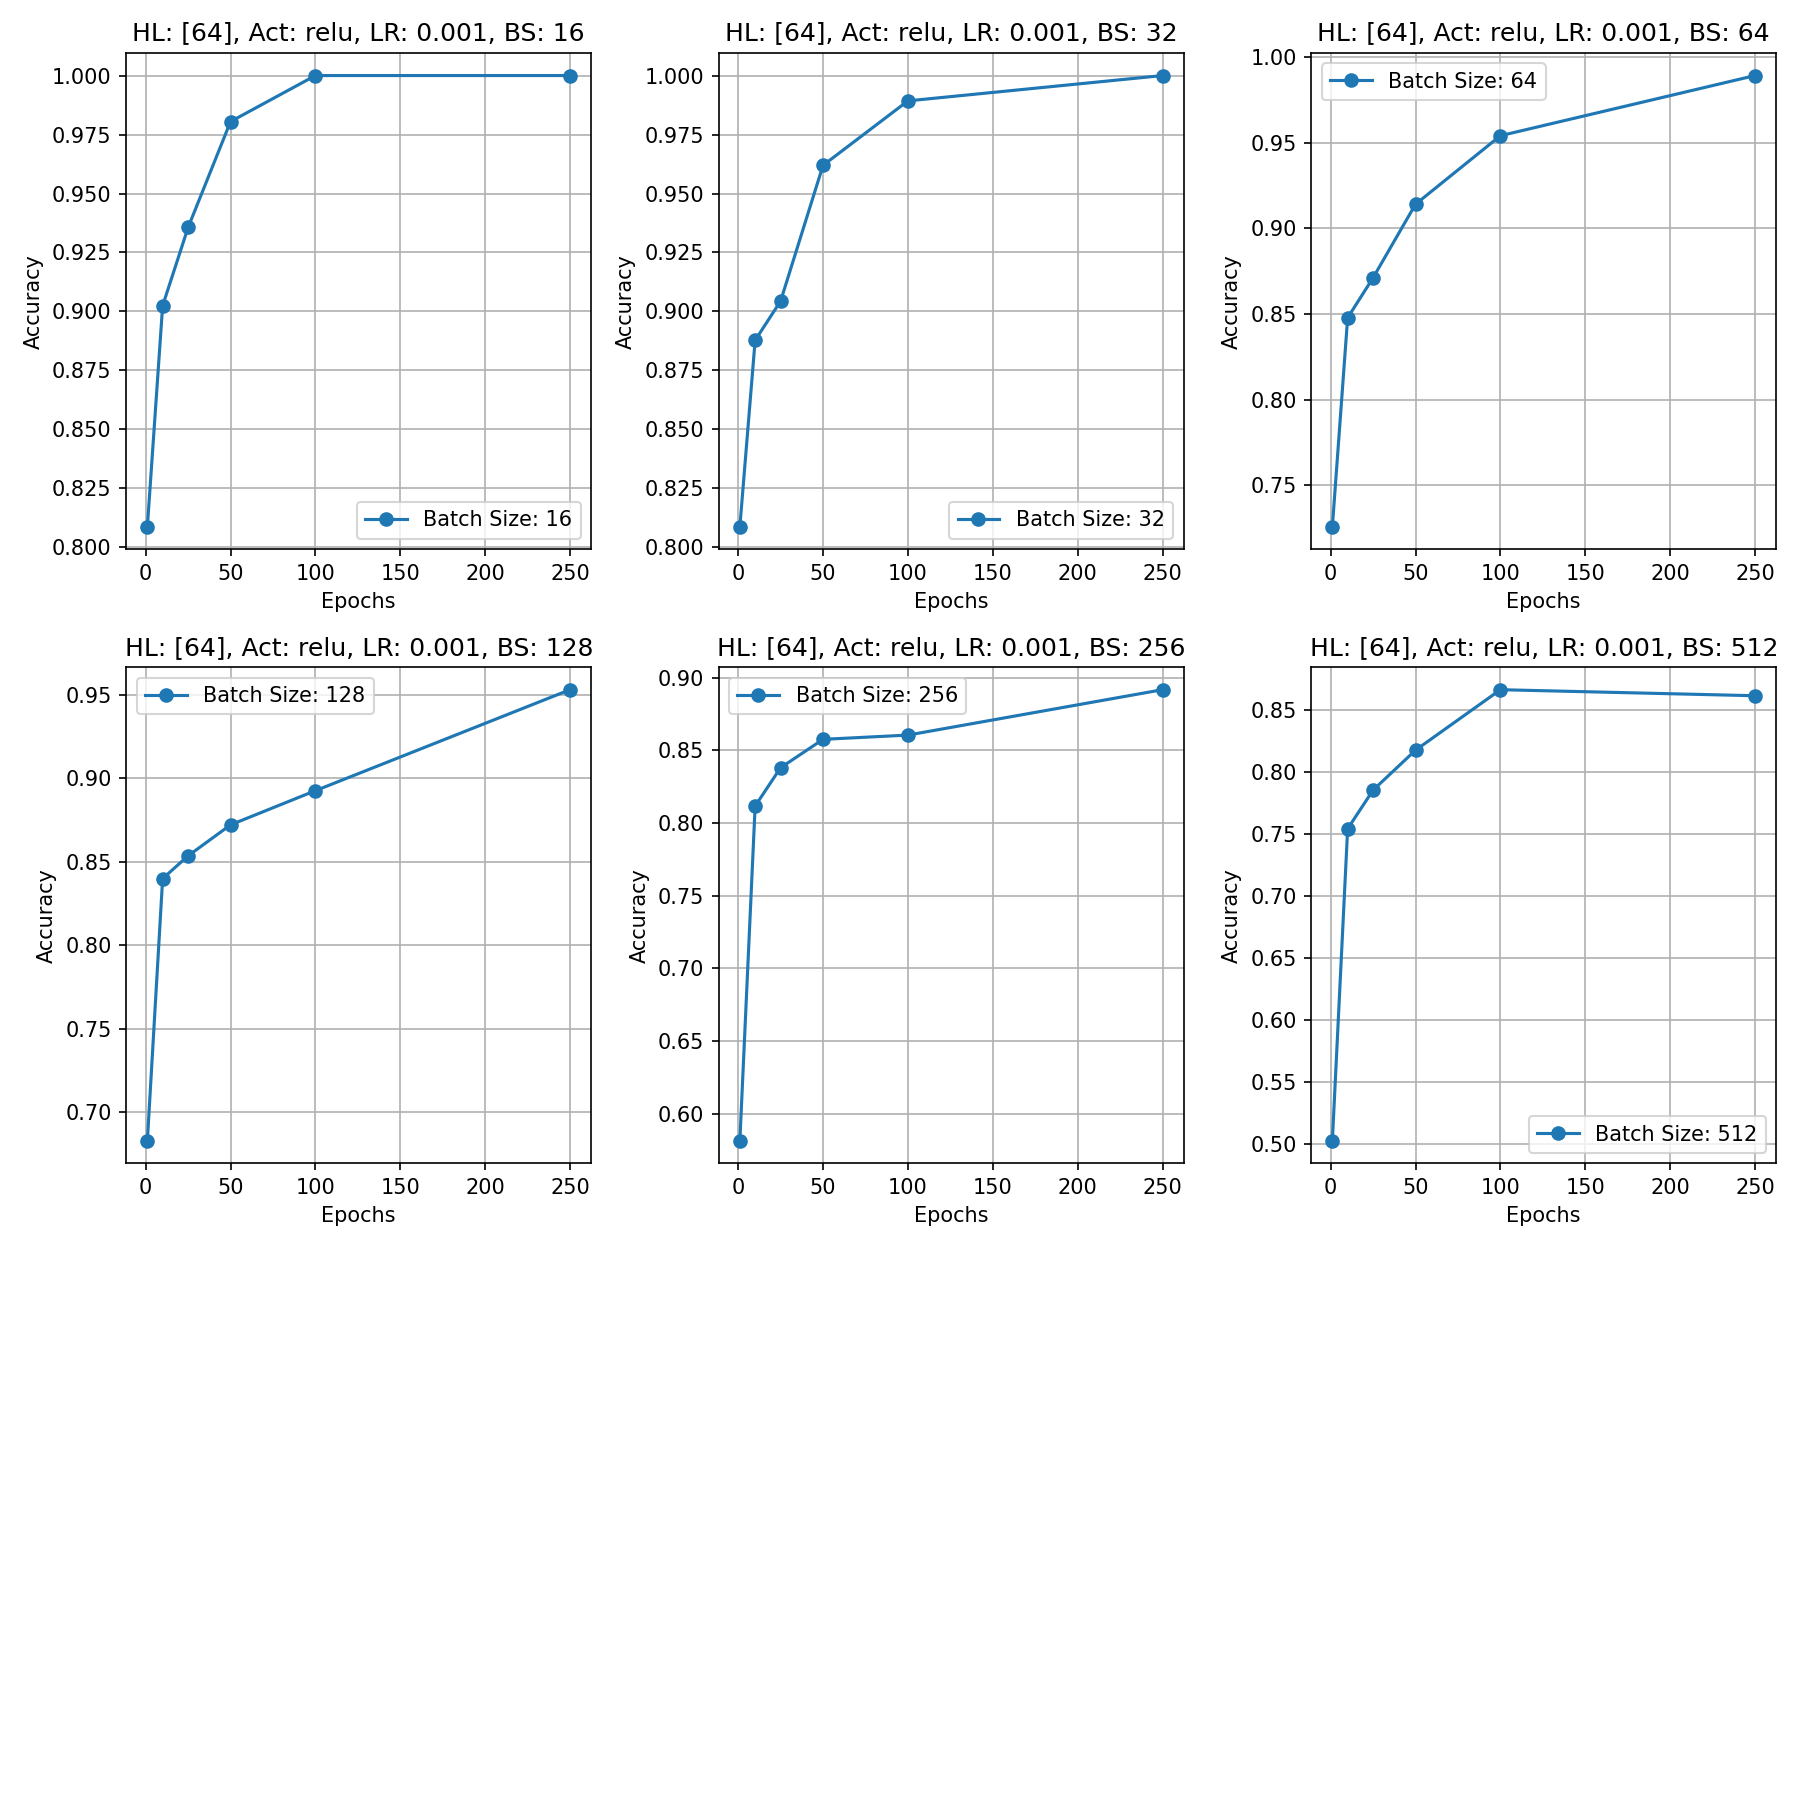 HL: [64], Act: relu, LR: 0.001, BS: 16
1.000
0.975
0.950
0.925
0.900
0.875
0.850
0.825
0.800
Accuracy
Batch Size: 16
0 50 100 150 200 250
Epochs
HL: [64], Act: relu, LR: 0.001, BS: 32
1.000
0.975
0.950
0.925
0.900
0.875
0.850
0.825
0.800
Accuracy
Batch Size: 32
0 50 100 150 200 250
Epochs
HL: [64], Act: relu, LR: 0.001, BS: 64
1.00
0.95
0.90
0.85
0.80
0.75
Accuracy
Batch Size: 64
0 50 100 150 200 250
Epochs
HL: [64], Act: relu, LR: 0.001, BS: 128
0.95
0.90
0.85
0.80
0.75
0.70
Accuracy
Batch Size: 128
0 50 100 150 200 250
Epochs
HL: [64], Act: relu, LR: 0.001, BS: 256
0.90
0.85
0.80
0.75
0.70
0.65
0.60
Accuracy
Batch Size: 256
0 50 100 150 200 250
Epochs
HL: [64], Act: relu, LR: 0.001, BS: 512
0.85
0.80
0.75
0.70
0.65
0.60
0.55
0.50
Accuracy
Batch Size: 512
0 50 100 150 200 250
Epochs